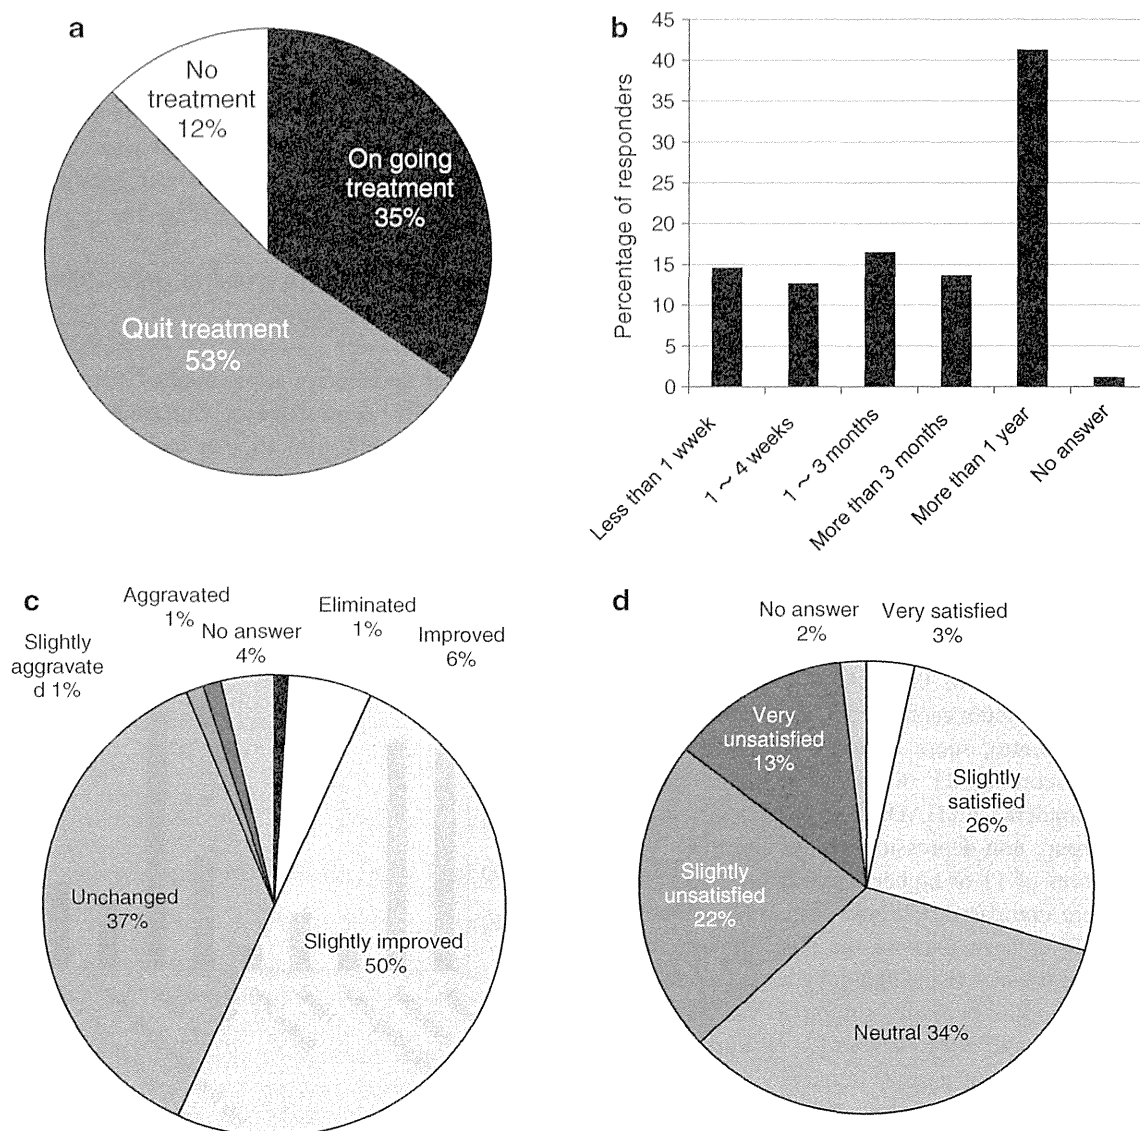 a
No
treatment
12%
On going
treatment
35%
Quit treatment
53%
b
Percentage of responders
45
40
35
30
25
20
15
10
5
0
Less than 1 wwek
1 ~ 4 weeks
1 ~ 3 months
More than 3 months
More than 1 year
No answer
c
Aggravated
1%
Slightly
aggravate
d 1%
No answer
4%
Eliminated
1%
Improved
6%
Unchanged
37%
Slightly improved
50%
d
No answer
2%
Very satisfied
3%
Very
unsatisfied
13%
Slightly
satisfied
26%
Slightly
unsatisfied
22%
Neutral 34%